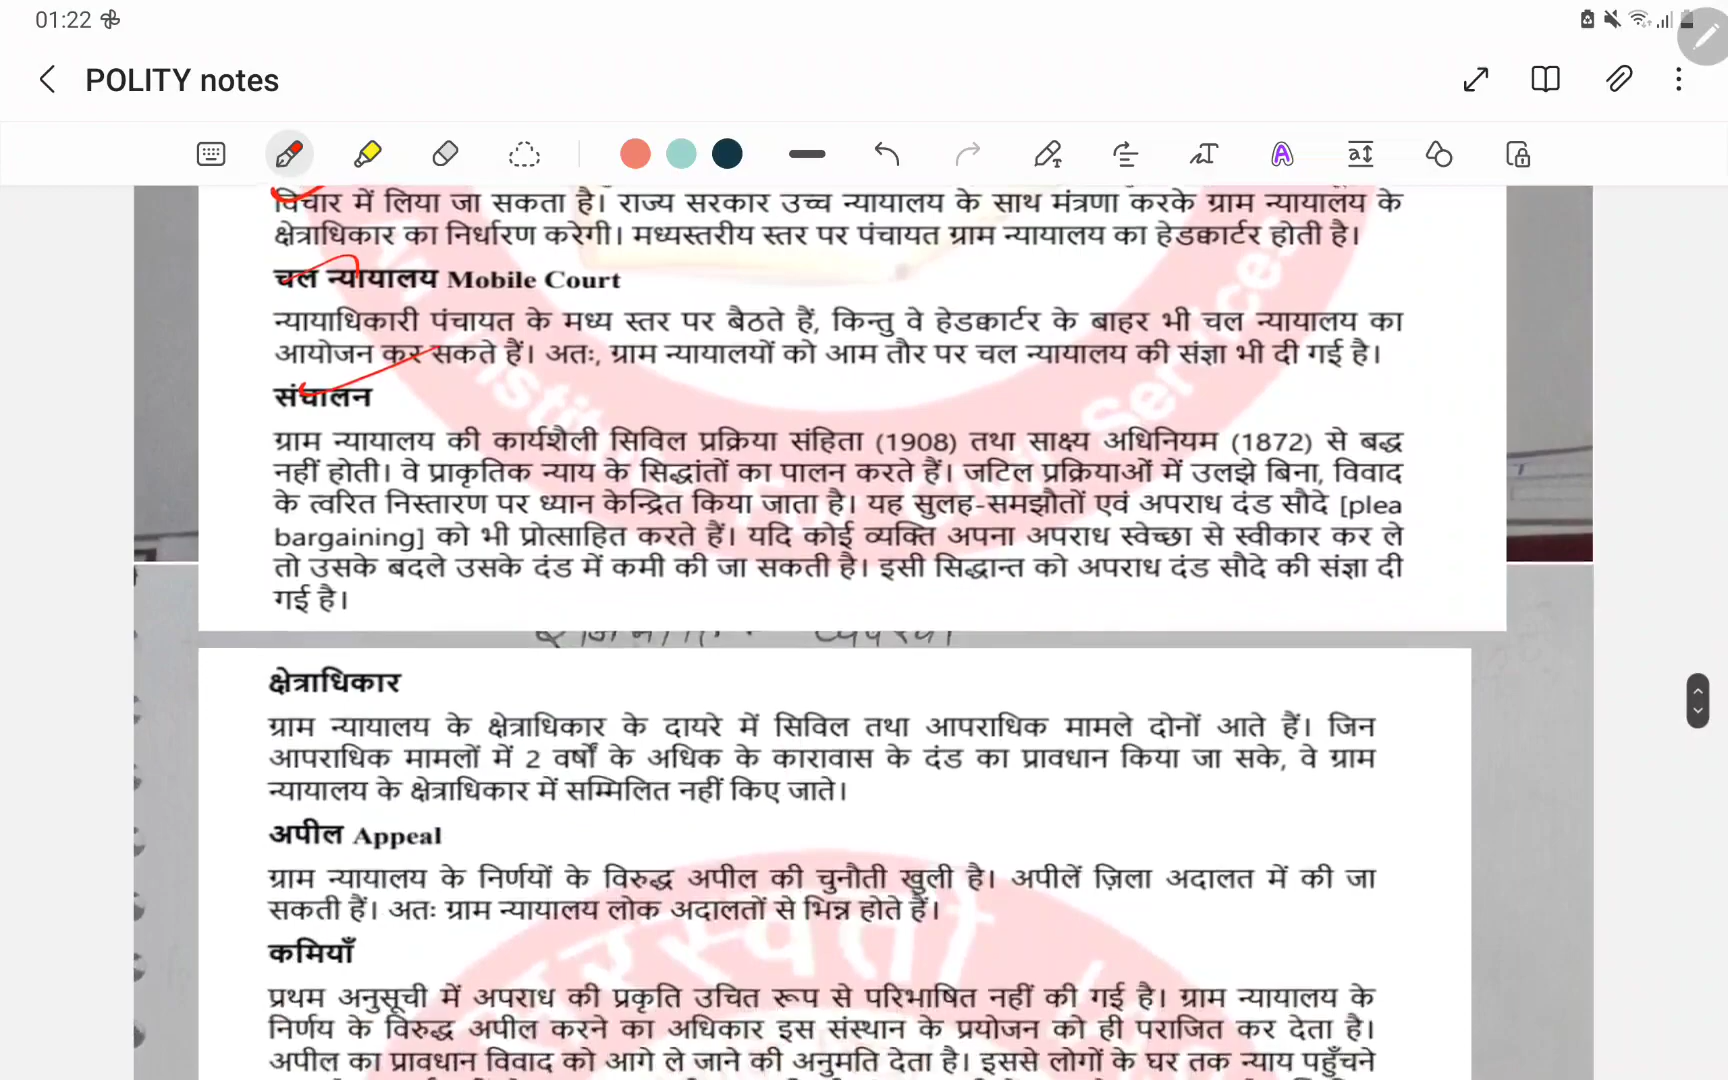 01:22
POLITY notes
विचार में लिया जा सकता है। राज्य सरकार उच्च न्यायालय के साथ मंत्रणा करके ग्राम न्यायालय के
क्षेत्राधिकार का निर्धारण करेगी। मध्यस्तरीय स्तर पर पंचायत ग्राम न्यायालय का हेडक्वार्टर होती है।
चल न्यायालय Mobile Court
न्यायाधिकारी पंचायत के मध्य स्तर पर बैठते हैं, किन्तु वे हेडक्वार्टर के बाहर भी चल न्यायालय का
आयोजन कर सकते हैं। अतः, ग्राम न्यायालयों को आम तौर पर चल न्यायालय की संज्ञा भी दी गई है।
संचालन
ग्राम न्यायालय की कार्यशैली सिविल प्रक्रिया संहिता (1908) तथा साक्ष्य अधिनियम (1872) से बद्ध
नहीं होती। वे प्राकृतिक न्याय के सिद्धांतों का पालन करते हैं। जटिल प्रक्रियाओं में उलझे बिना, विवाद
के त्वरित निस्तारण पर ध्यान केन्द्रित किया जाता है। यह सुलह-समझौतों एवं अपराध दंड सौदे [plea
bargaining] को भी प्रोत्साहित करते हैं। यदि कोई व्यक्ति अपना अपराध स्वेच्छा से स्वीकार कर ले
तो उसके बदले उसके दंड में कमी की जा सकती है। इसी सिद्धान्त को अपराध दंड सौदे की संज्ञा दी
गई है।
क्षेत्राधिकार
ग्राम न्यायालय के क्षेत्राधिकार के दायरे में सिविल तथा आपराधिक मामले दोनों आते हैं। जिन
आपराधिक मामलों में 2 वर्षों के अधिक के कारावास के दंड का प्रावधान किया जा सके, वे ग्राम
न्यायालय के क्षेत्राधिकार में सम्मिलित नहीं किए जाते।
अपील Appeal
ग्राम न्यायालय के निर्णयों के विरुद्ध अपील की चुनौती खुली है। अपीलें ज़िला अदालत में की जा
सकती हैं। अतः ग्राम न्यायालय लोक अदालतों से भिन्न होते हैं।
कमियाँ
प्रथम अनुसूची में अपराध की प्रकृति उचित रूप से परिभाषित नहीं की गई है। ग्राम न्यायालय के
निर्णय के विरुद्ध अपील करने का अधिकार इस संस्थान के प्रयोजन को ही पराजित कर देता है।
अपील का प्रावधान विवाद को आगे ले जाने की अनुमति देता है। इससे लोगों के घर तक न्याय पहुँचने
An Institute For Civil Services
सरस्वती